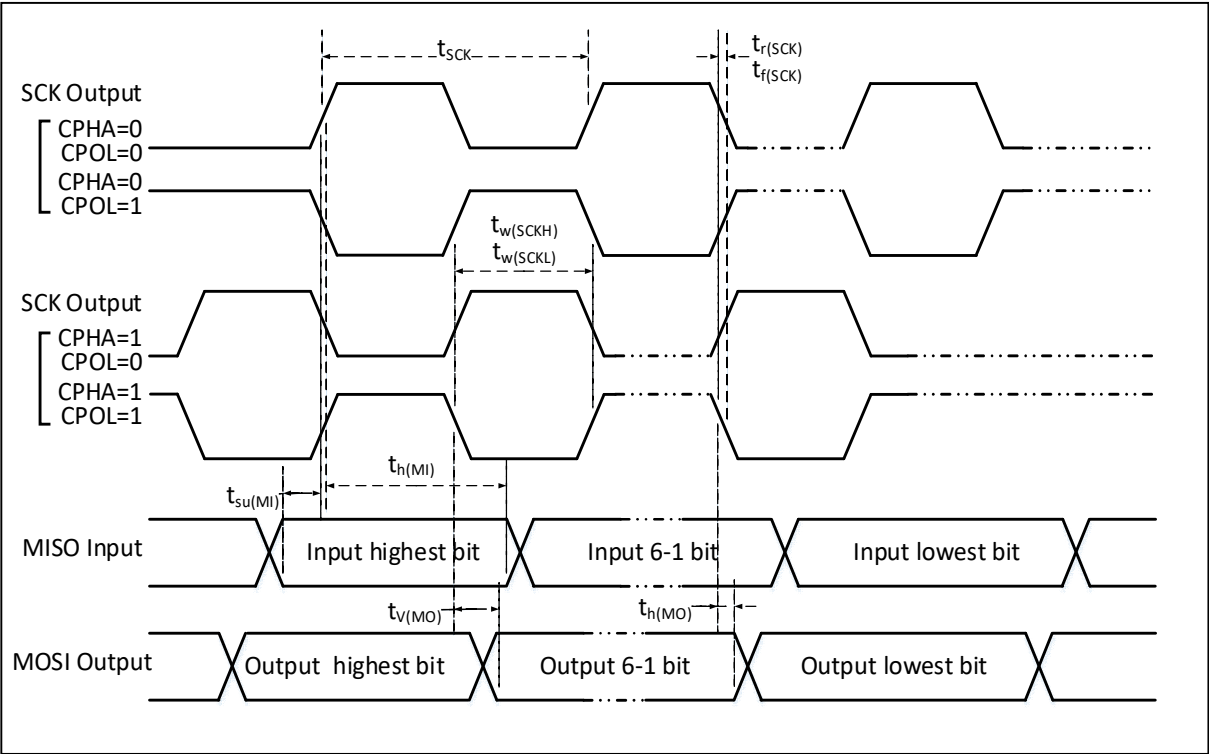 tSCK
tr(SCK)
tf(SCK)
SCK Output
CPHA=0
CPOL=0
CPHA=0
CPOL=1
tw(SCKH)
tw(SCKL)
SCK Output
CPHA=1
CPOL=0
CPHA=1
CPOL=1
th(MI)
tsu(MI)
MISO Input
Input highest bit
Input 6-1 bit
Input lowest bit
tV(MO)
th(MO)
MOSI Output
Output highest bit
Output 6-1 bit
Output lowest bit